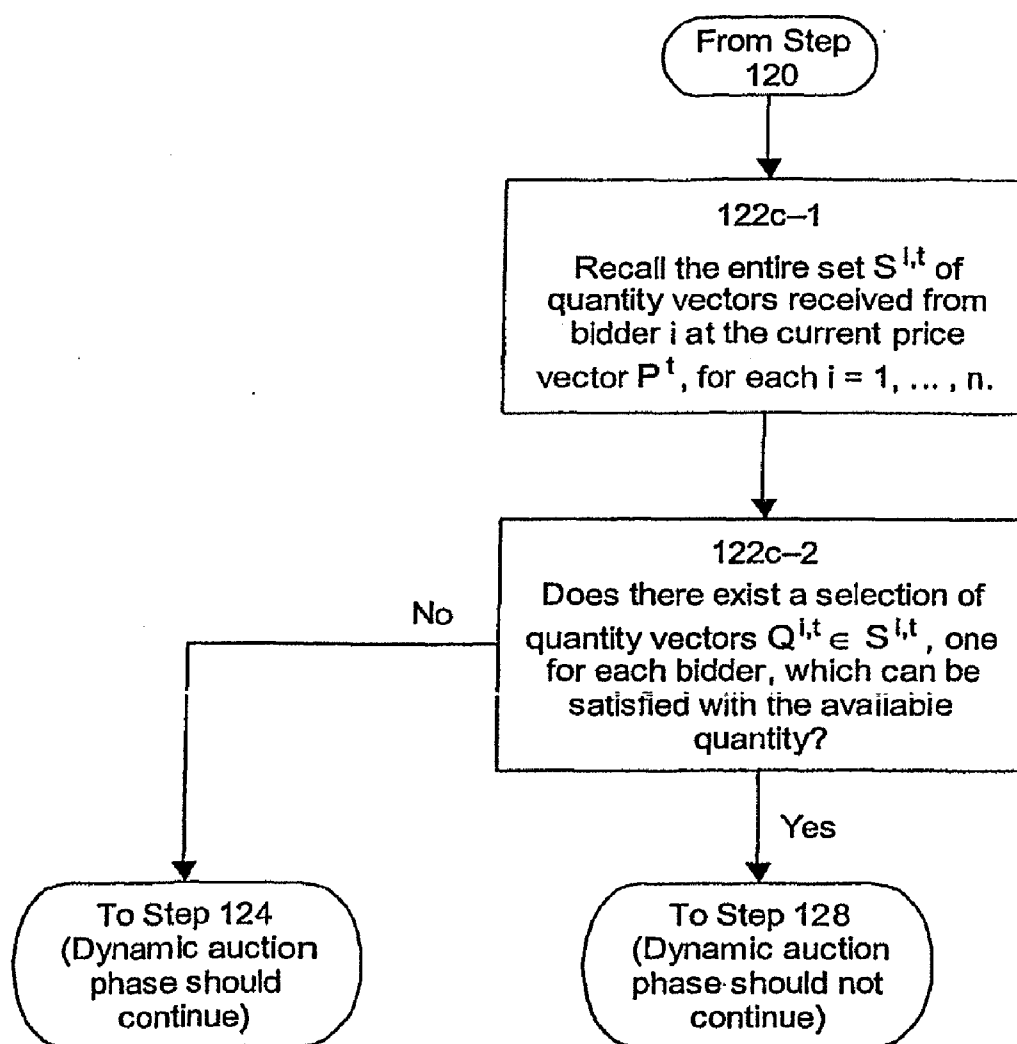 From Step
120
122c–1
Recall the entire set S^{i,t} of
quantity vectors received from
bidder i at the current price
vector P^t, for each i = 1, ... , n.
122c–2
Does there exist a selection of
quantity vectors Q^{i,t} ∈ S^{i,t}, one
for each bidder, which can be
satisfied with the available
quantity?
No
Yes
To Step 124
(Dynamic auction
phase should
continue)
To Step 128
(Dynamic auction
phase should not
continue)